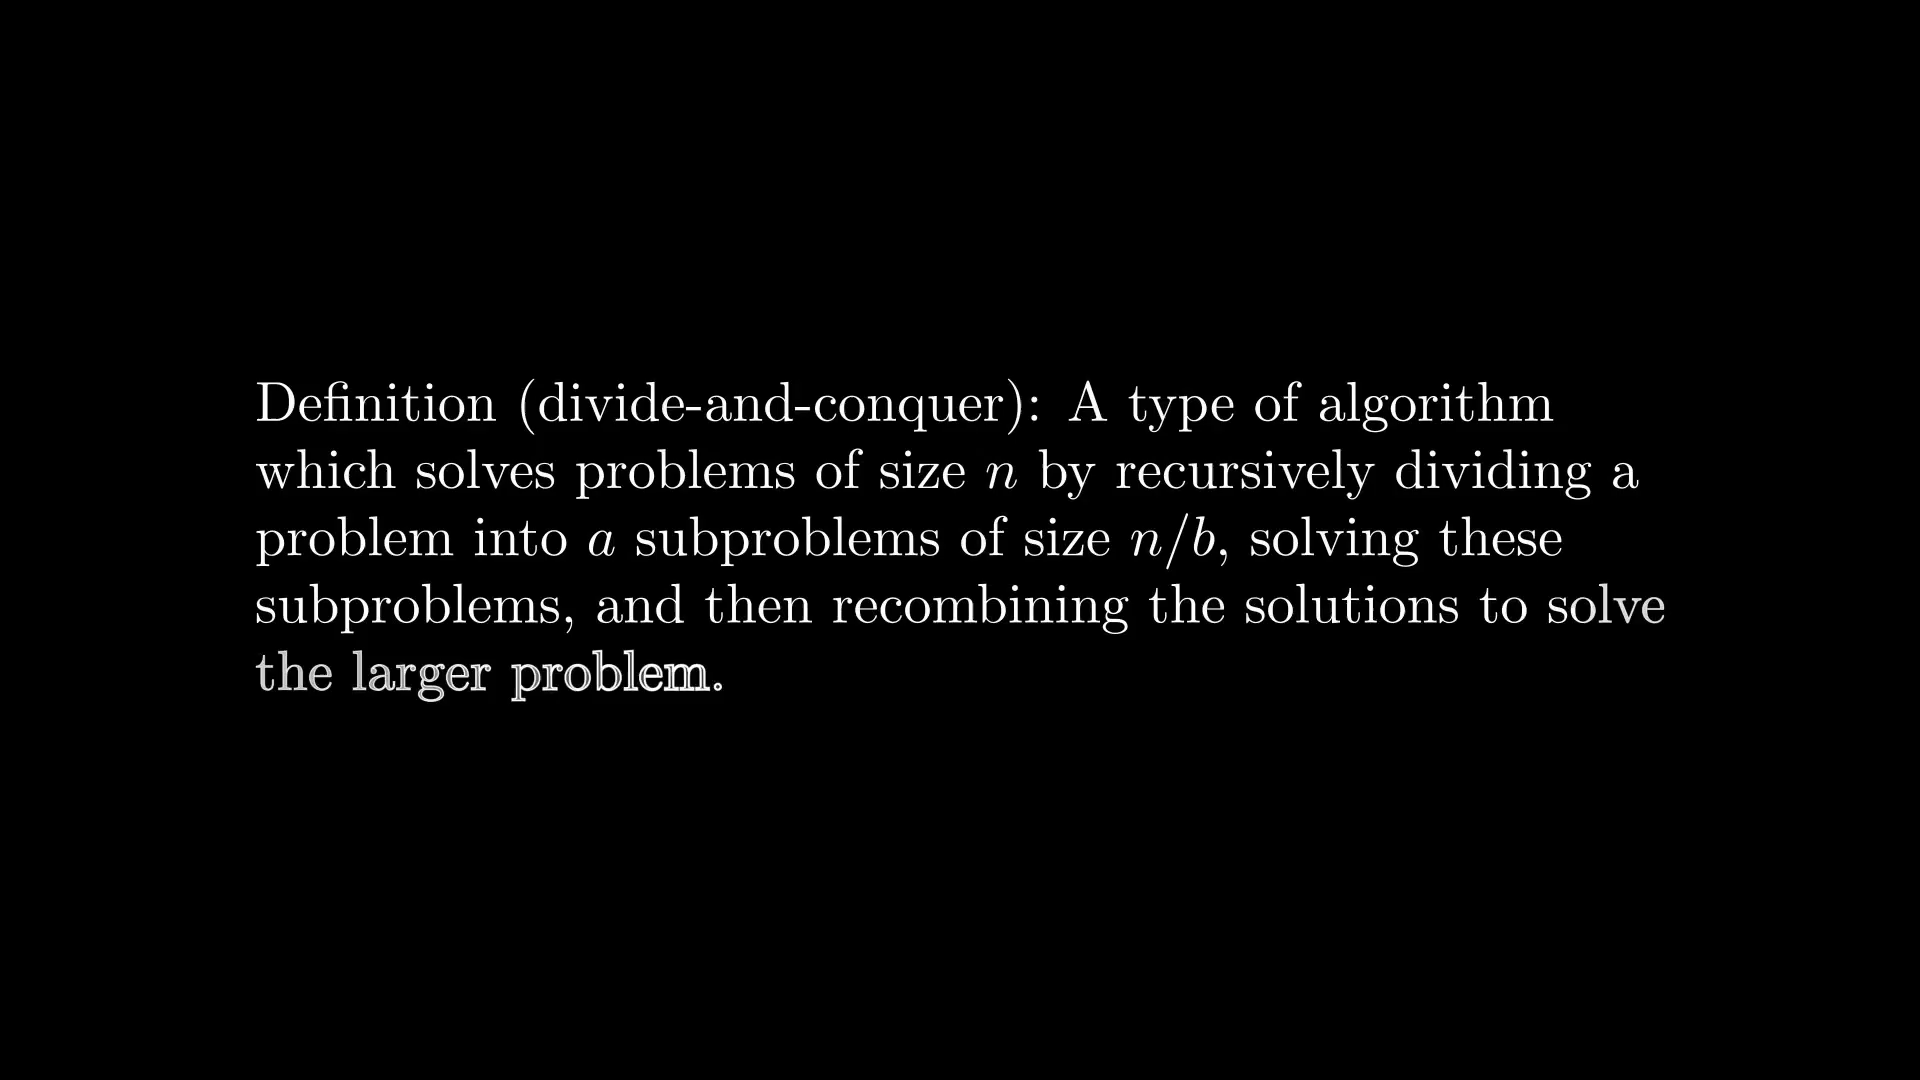 Definition (divide-and-conquer): A type of algorithm
which solves problems of size n by recursively dividing a
problem into a subproblems of size n/b, solving these
subproblems, and then recombining the solutions to solve
the larger problem.